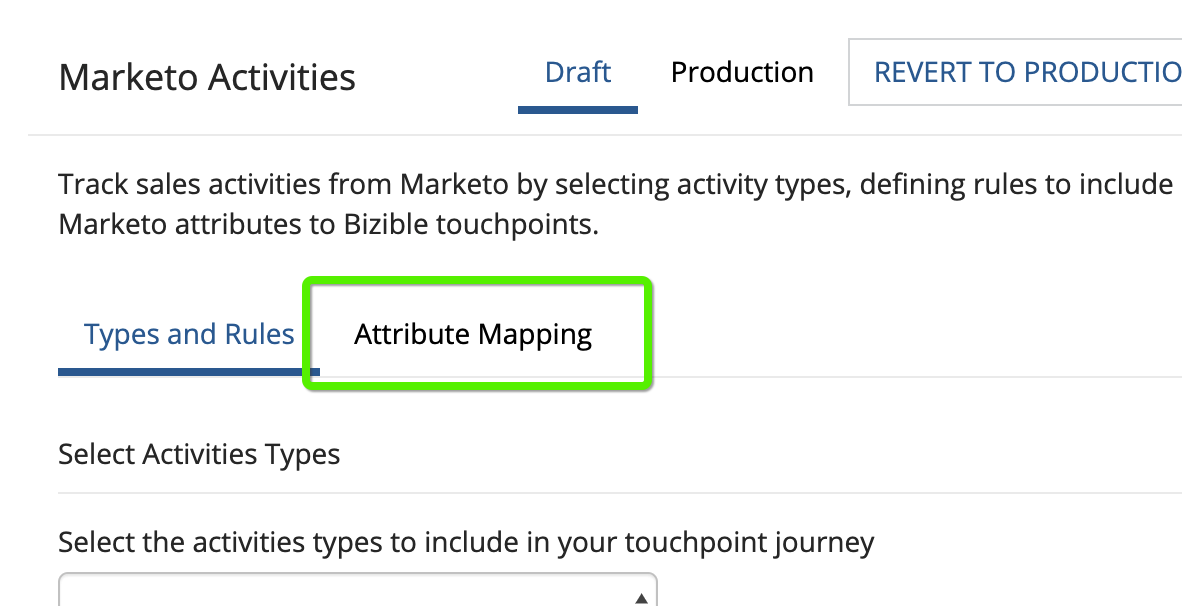 Marketo Activities
Draft
Production
REVERT TO PRODUCTIO
Track sales activities from Marketo by selecting activity types, defining rules to include
Marketo attributes to Bizible touchpoints.
Types and Rules
Attribute Mapping
Select Activities Types
Select the activities types to include in your touchpoint journey